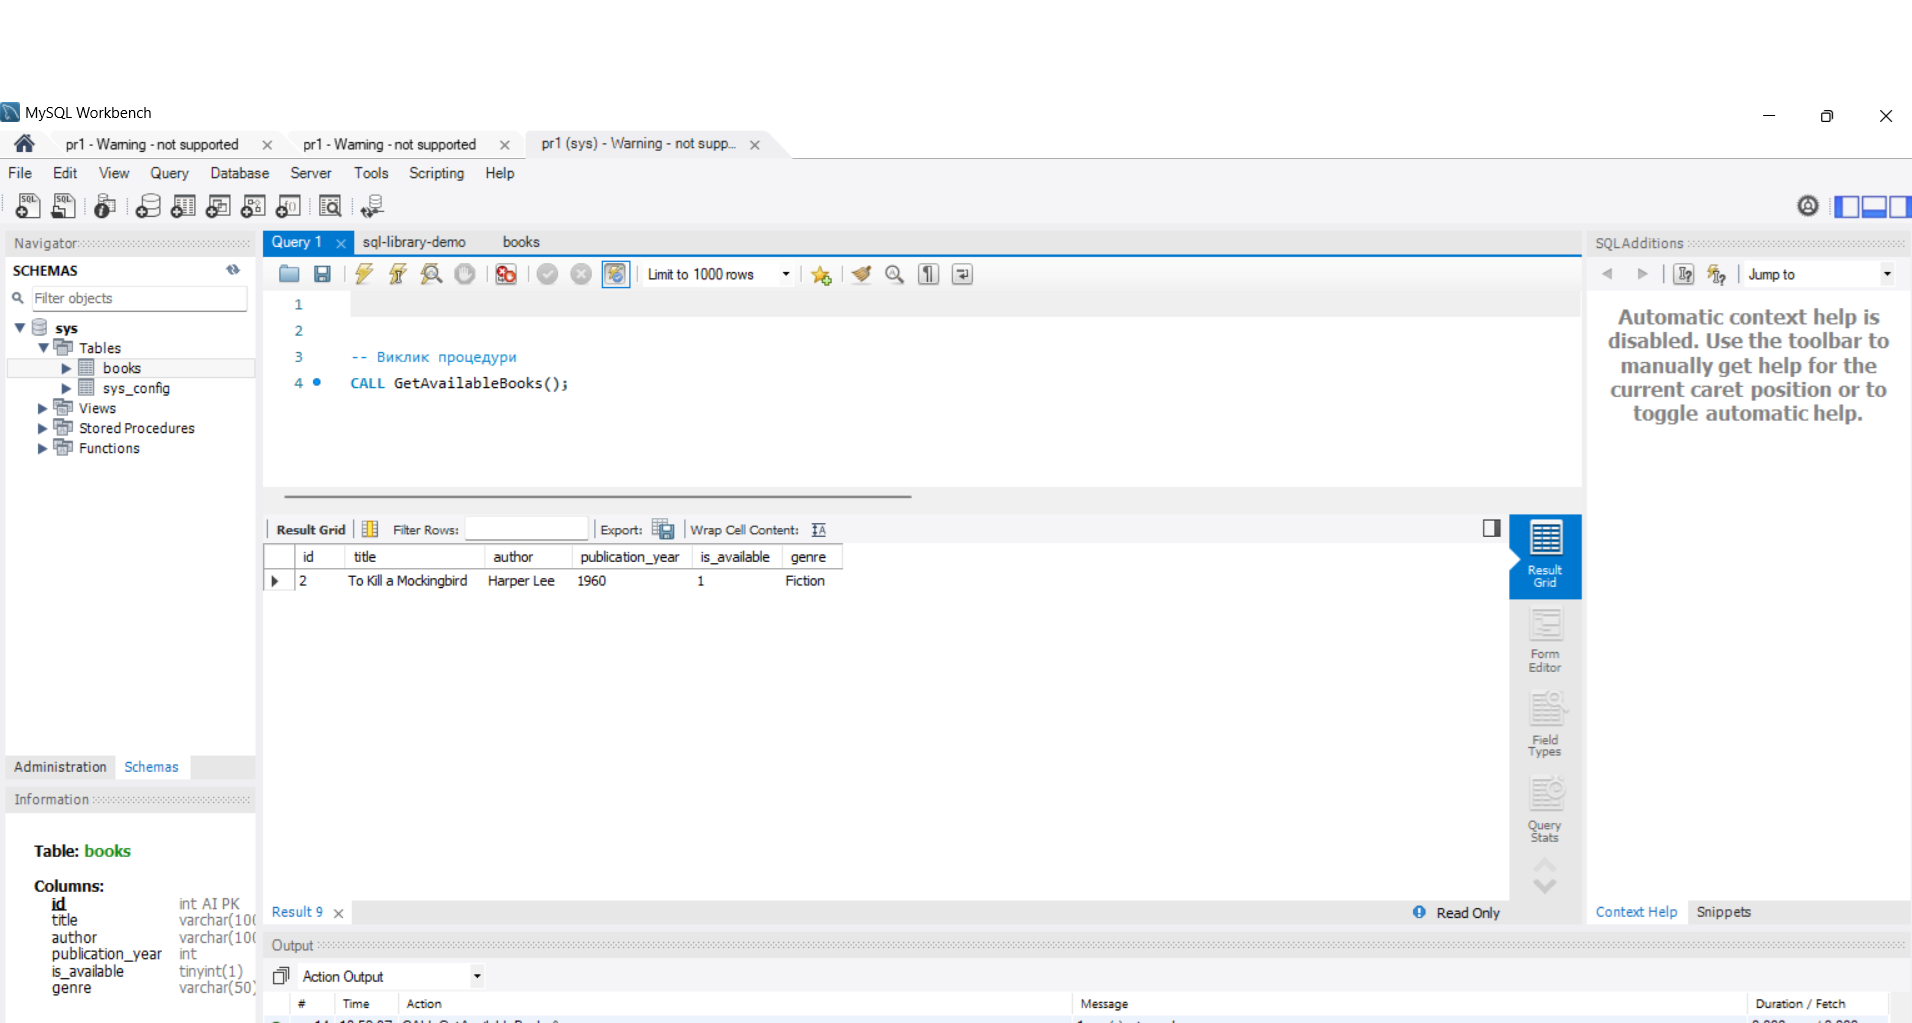 MySQL Workbench
pr1 - Warning - not supported
pr1 - Warning - not supported
pr1 (sys) - Warning - not supp...
File Edit View Query Database Server Tools Scripting Help
Navigator
SCHEMAS
Filter objects
sys
Tables
books
sys_config
Views
Stored Procedures
Functions
Administration Schemas
Information
Table: books
Columns:
id int AI PK
title varchar(100
author varchar(100
publication_year int
is_available tinyint(1)
genre varchar(50)
Query 1 sql-library-demo books
Limit to 1000 rows
1
2
3 -- Виклик процедури
4 CALL GetAvailableBooks();
Result Grid Filter Rows: Export: Wrap Cell Content:
id title author publication_year is_available genre
2 To Kill a Mockingbird Harper Lee 1960 1 Fiction
Result
Grid
Form
Editor
Field
Types
Query
Stats
Result 9 Read Only
Output
Action Output
# Time Action Message Duration / Fetch
SQLAdditions
Jump to
Automatic context help is
disabled. Use the toolbar to
manually get help for the
current caret position or to
toggle automatic help.
Context Help Snippets